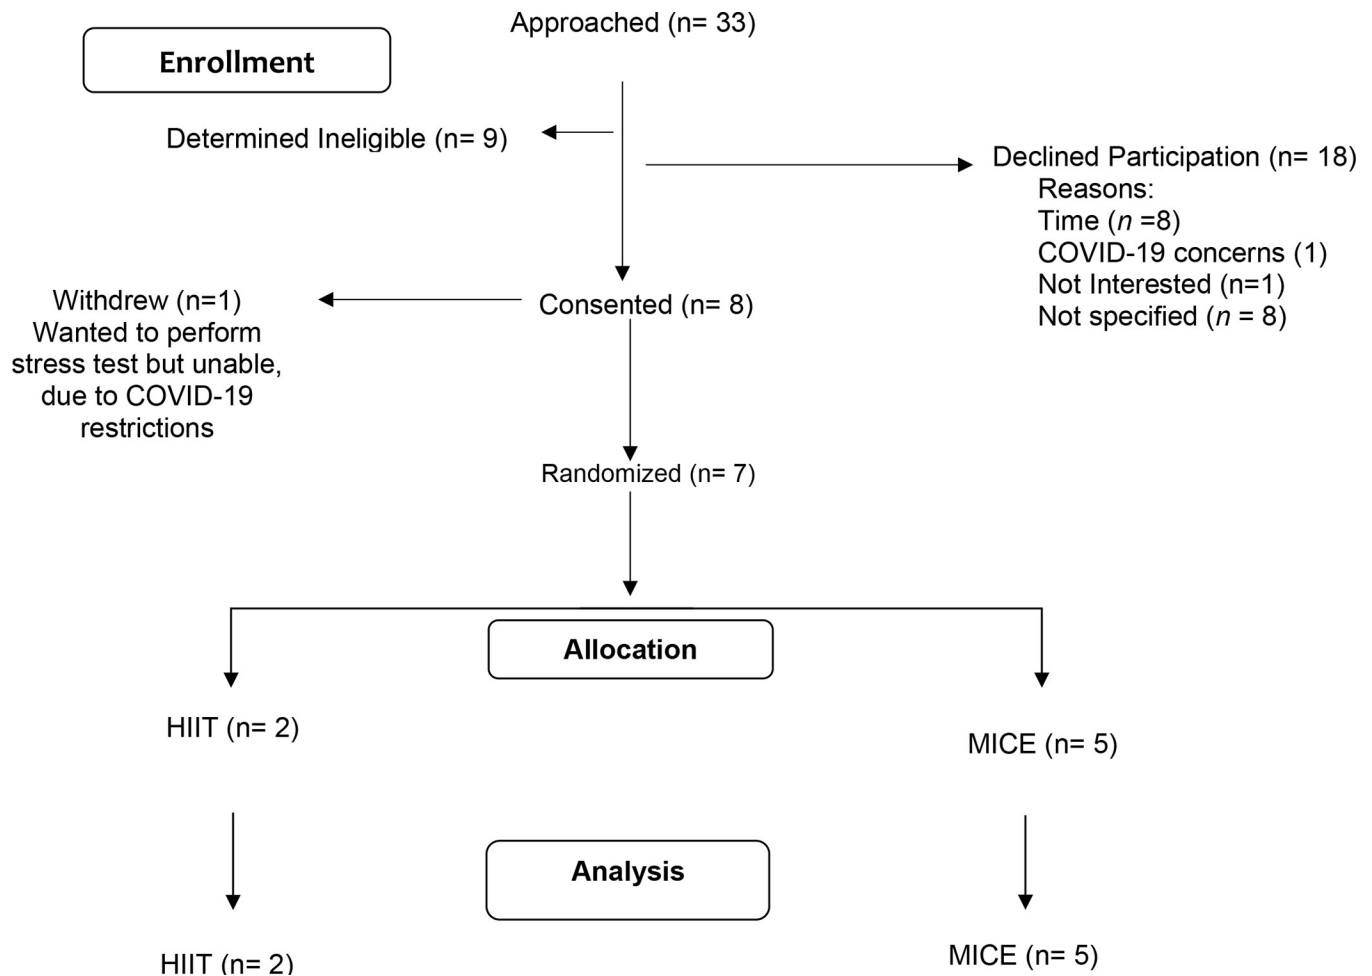 Approached (n= 33)
Enrollment
Determined Ineligible (n= 9)
Declined Participation (n= 18)
Reasons:
Time (n =8)
COVID-19 concerns (1)
Not Interested (n=1)
Not specified (n = 8)
Withdrew (n=1)
Wanted to perform
stress test but unable,
due to COVID-19
restrictions
Consented (n= 8)
Randomized (n= 7)
Allocation
HIIT (n= 2)
MICE (n= 5)
Analysis
HIIT (n= 2)
MICE (n= 5)